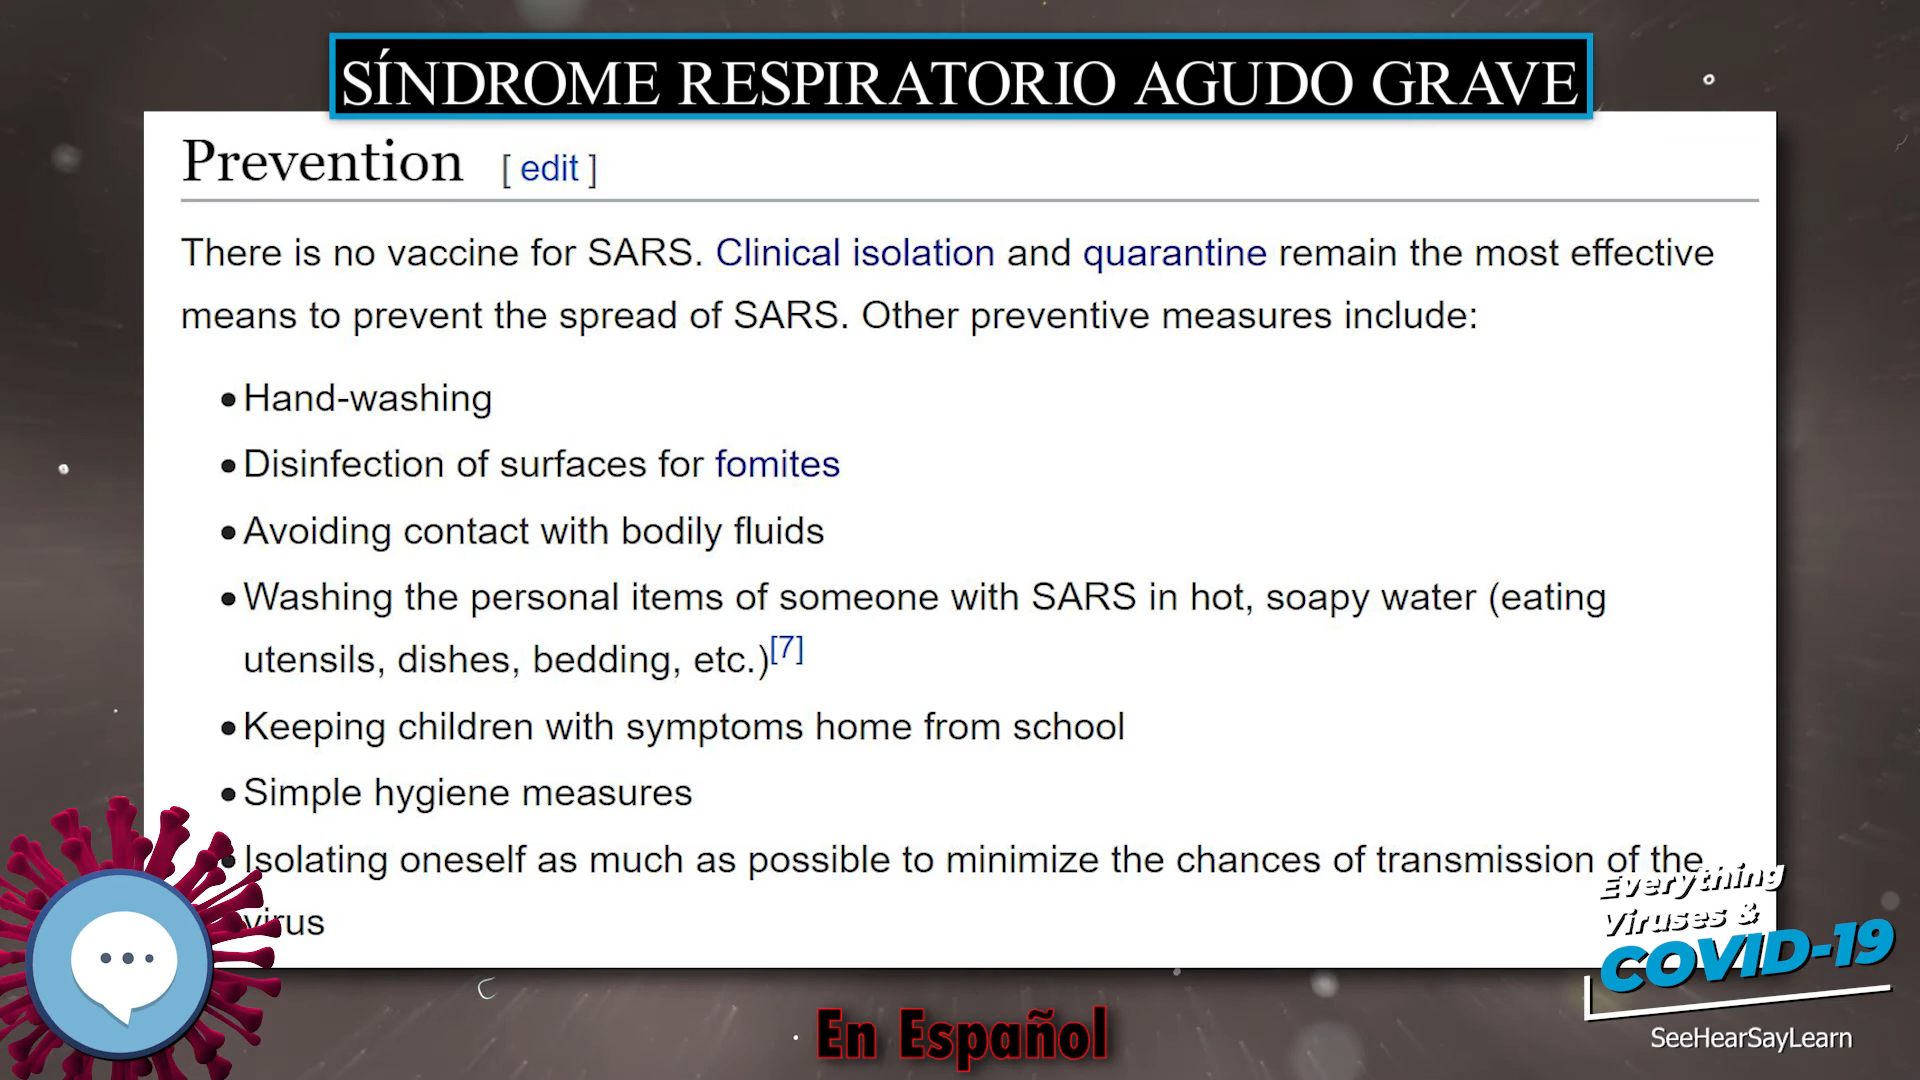 SÍNDROME RESPIRATORIO AGUDO GRAVE
Prevention [ edit ]
There is no vaccine for SARS. Clinical isolation and quarantine remain the most effective
means to prevent the spread of SARS. Other preventive measures include:
• Hand-washing
• Disinfection of surfaces for fomites
• Avoiding contact with bodily fluids
• Washing the personal items of someone with SARS in hot, soapy water (eating
utensils, dishes, bedding, etc.)[7]
• Keeping children with symptoms home from school
• Simple hygiene measures
• Isolating oneself as much as possible to minimize the chances of transmission of the
virus
Everything
Viruses &
COVID-19
SeeHearSayLearn
En Español